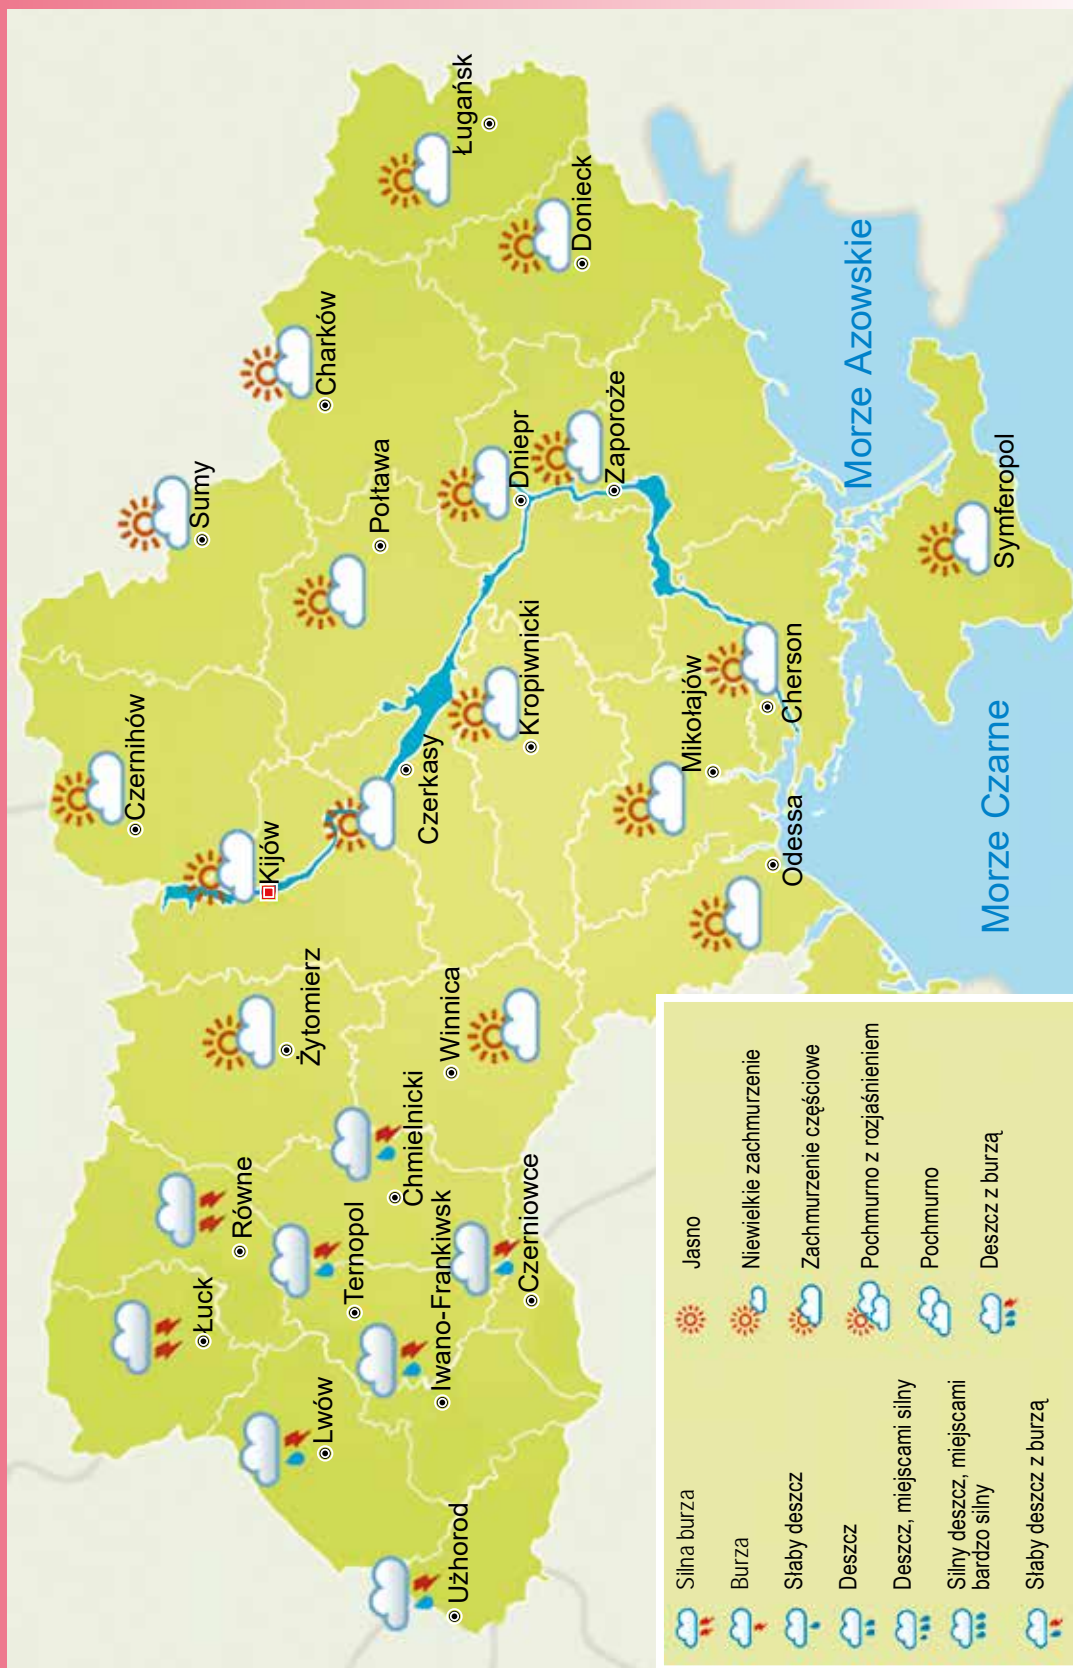 Łuck
Równe
Lwów
Ternopol
Użhorod
Iwano-Frankiwsk
Czerniowce
Chmielnicki
Żytomierz
Winnica
Kijów
Czernihów
Czerkasy
Sumy
Połtawa
Charków
Kropiwnicki
Dniepr
Zaporoże
Ługańsk
Donieck
Odessa
Mikołajów
Cherson
Symferopol
Morze Czarne
Morze Azowskie
Silna burza
Burza
Słaby deszcz
Deszcz
Deszcz, miejscami silny
Silny deszcz, miejscami
bardzo silny
Słaby deszcz z burzą
Jasno
Niewielkie zachmurzenie
Zachmurzenie częściowe
Pochmurno z rozjaśnieniem
Pochmurno
Deszcz z burzą